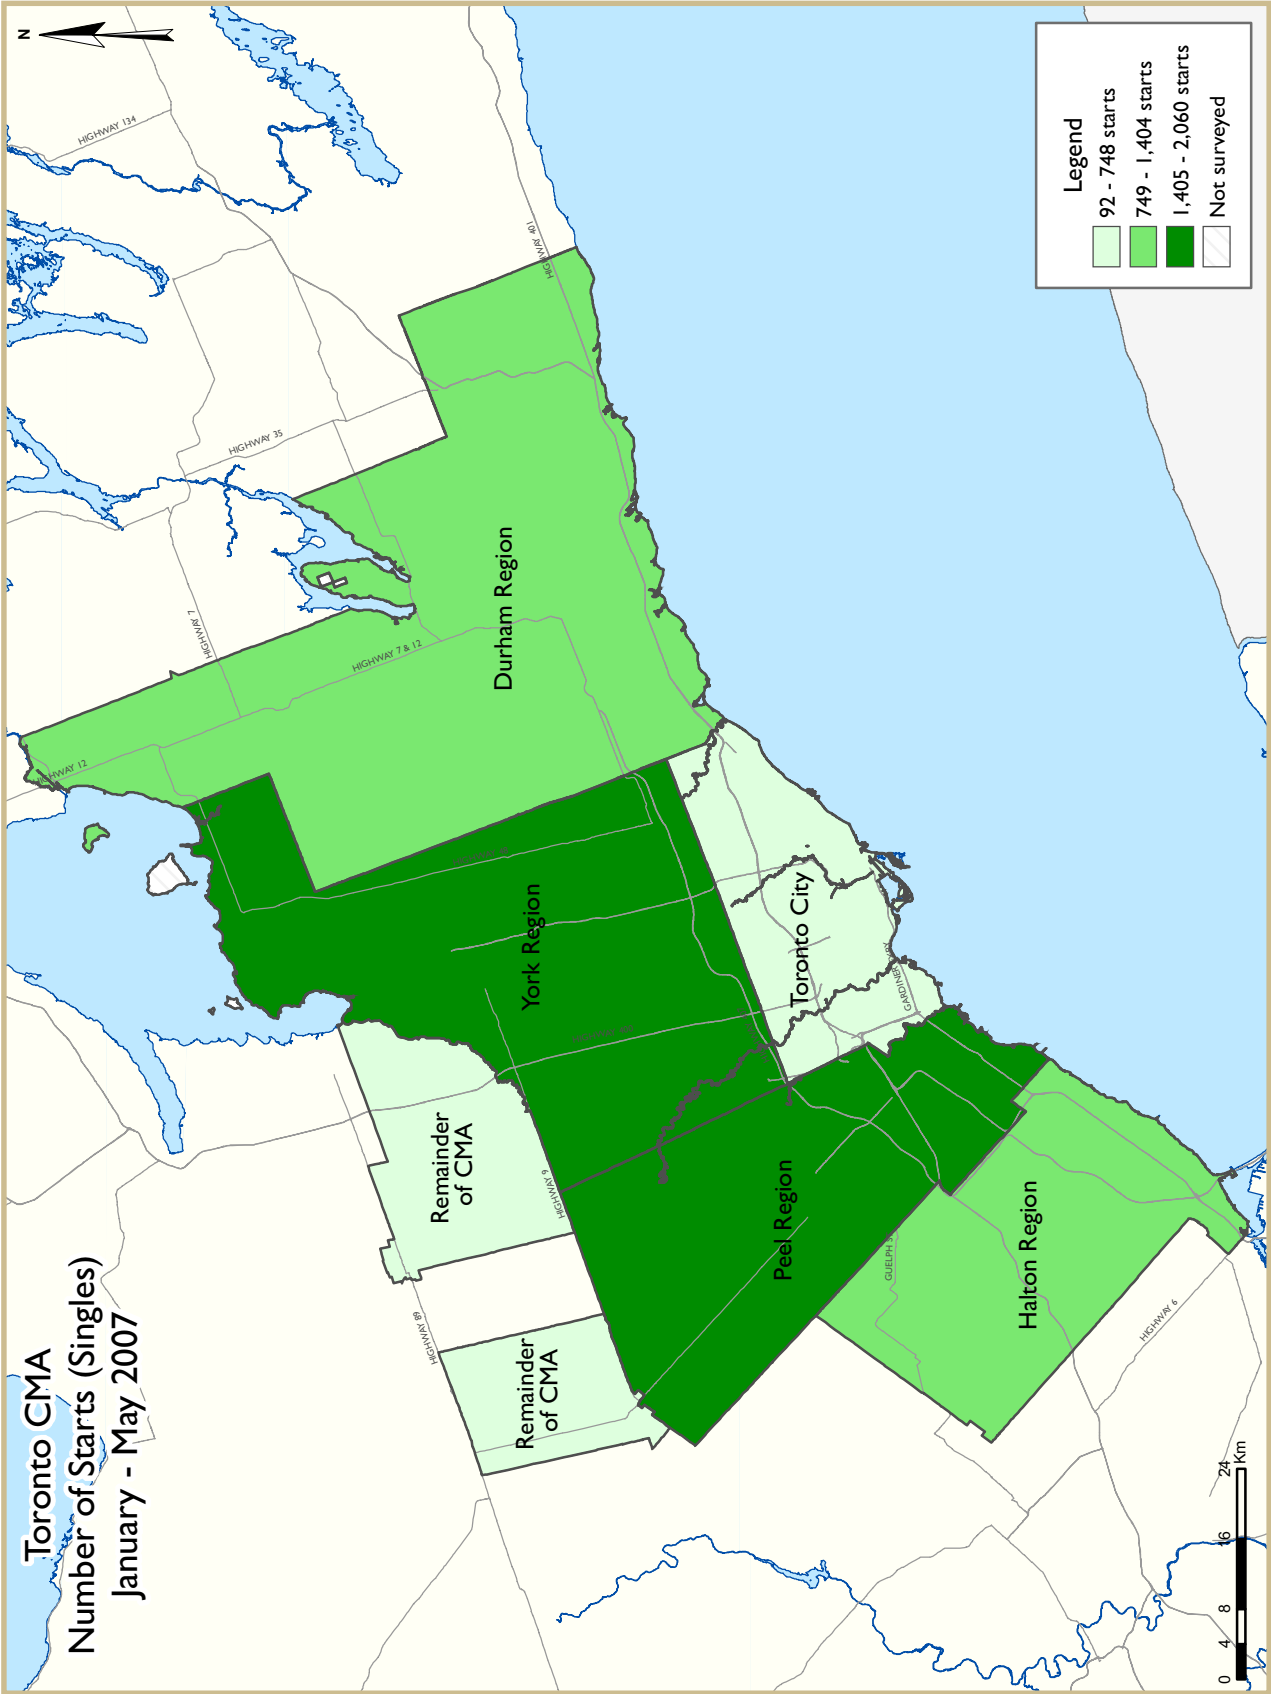 Toronto CMA
Number of Starts (Singles)
January - May 2007
N
HIGHWAY 134
HIGHWAY 401
HIGHWAY 35
HIGHWAY 7
HIGHWAY 7 & 12
HIGHWAY 12
Durham Region
York Region
Toronto City
GARDINER
Remainder
of CMA
HIGHWAY 9
HIGHWAY 89
Remainder
of CMA
Peel Region
GUELPH
Halton Region
HIGHWAY 6
Legend
92 - 748 starts
749 - 1,404 starts
1,405 - 2,060 starts
Not surveyed
0 4 8 16 24
Km